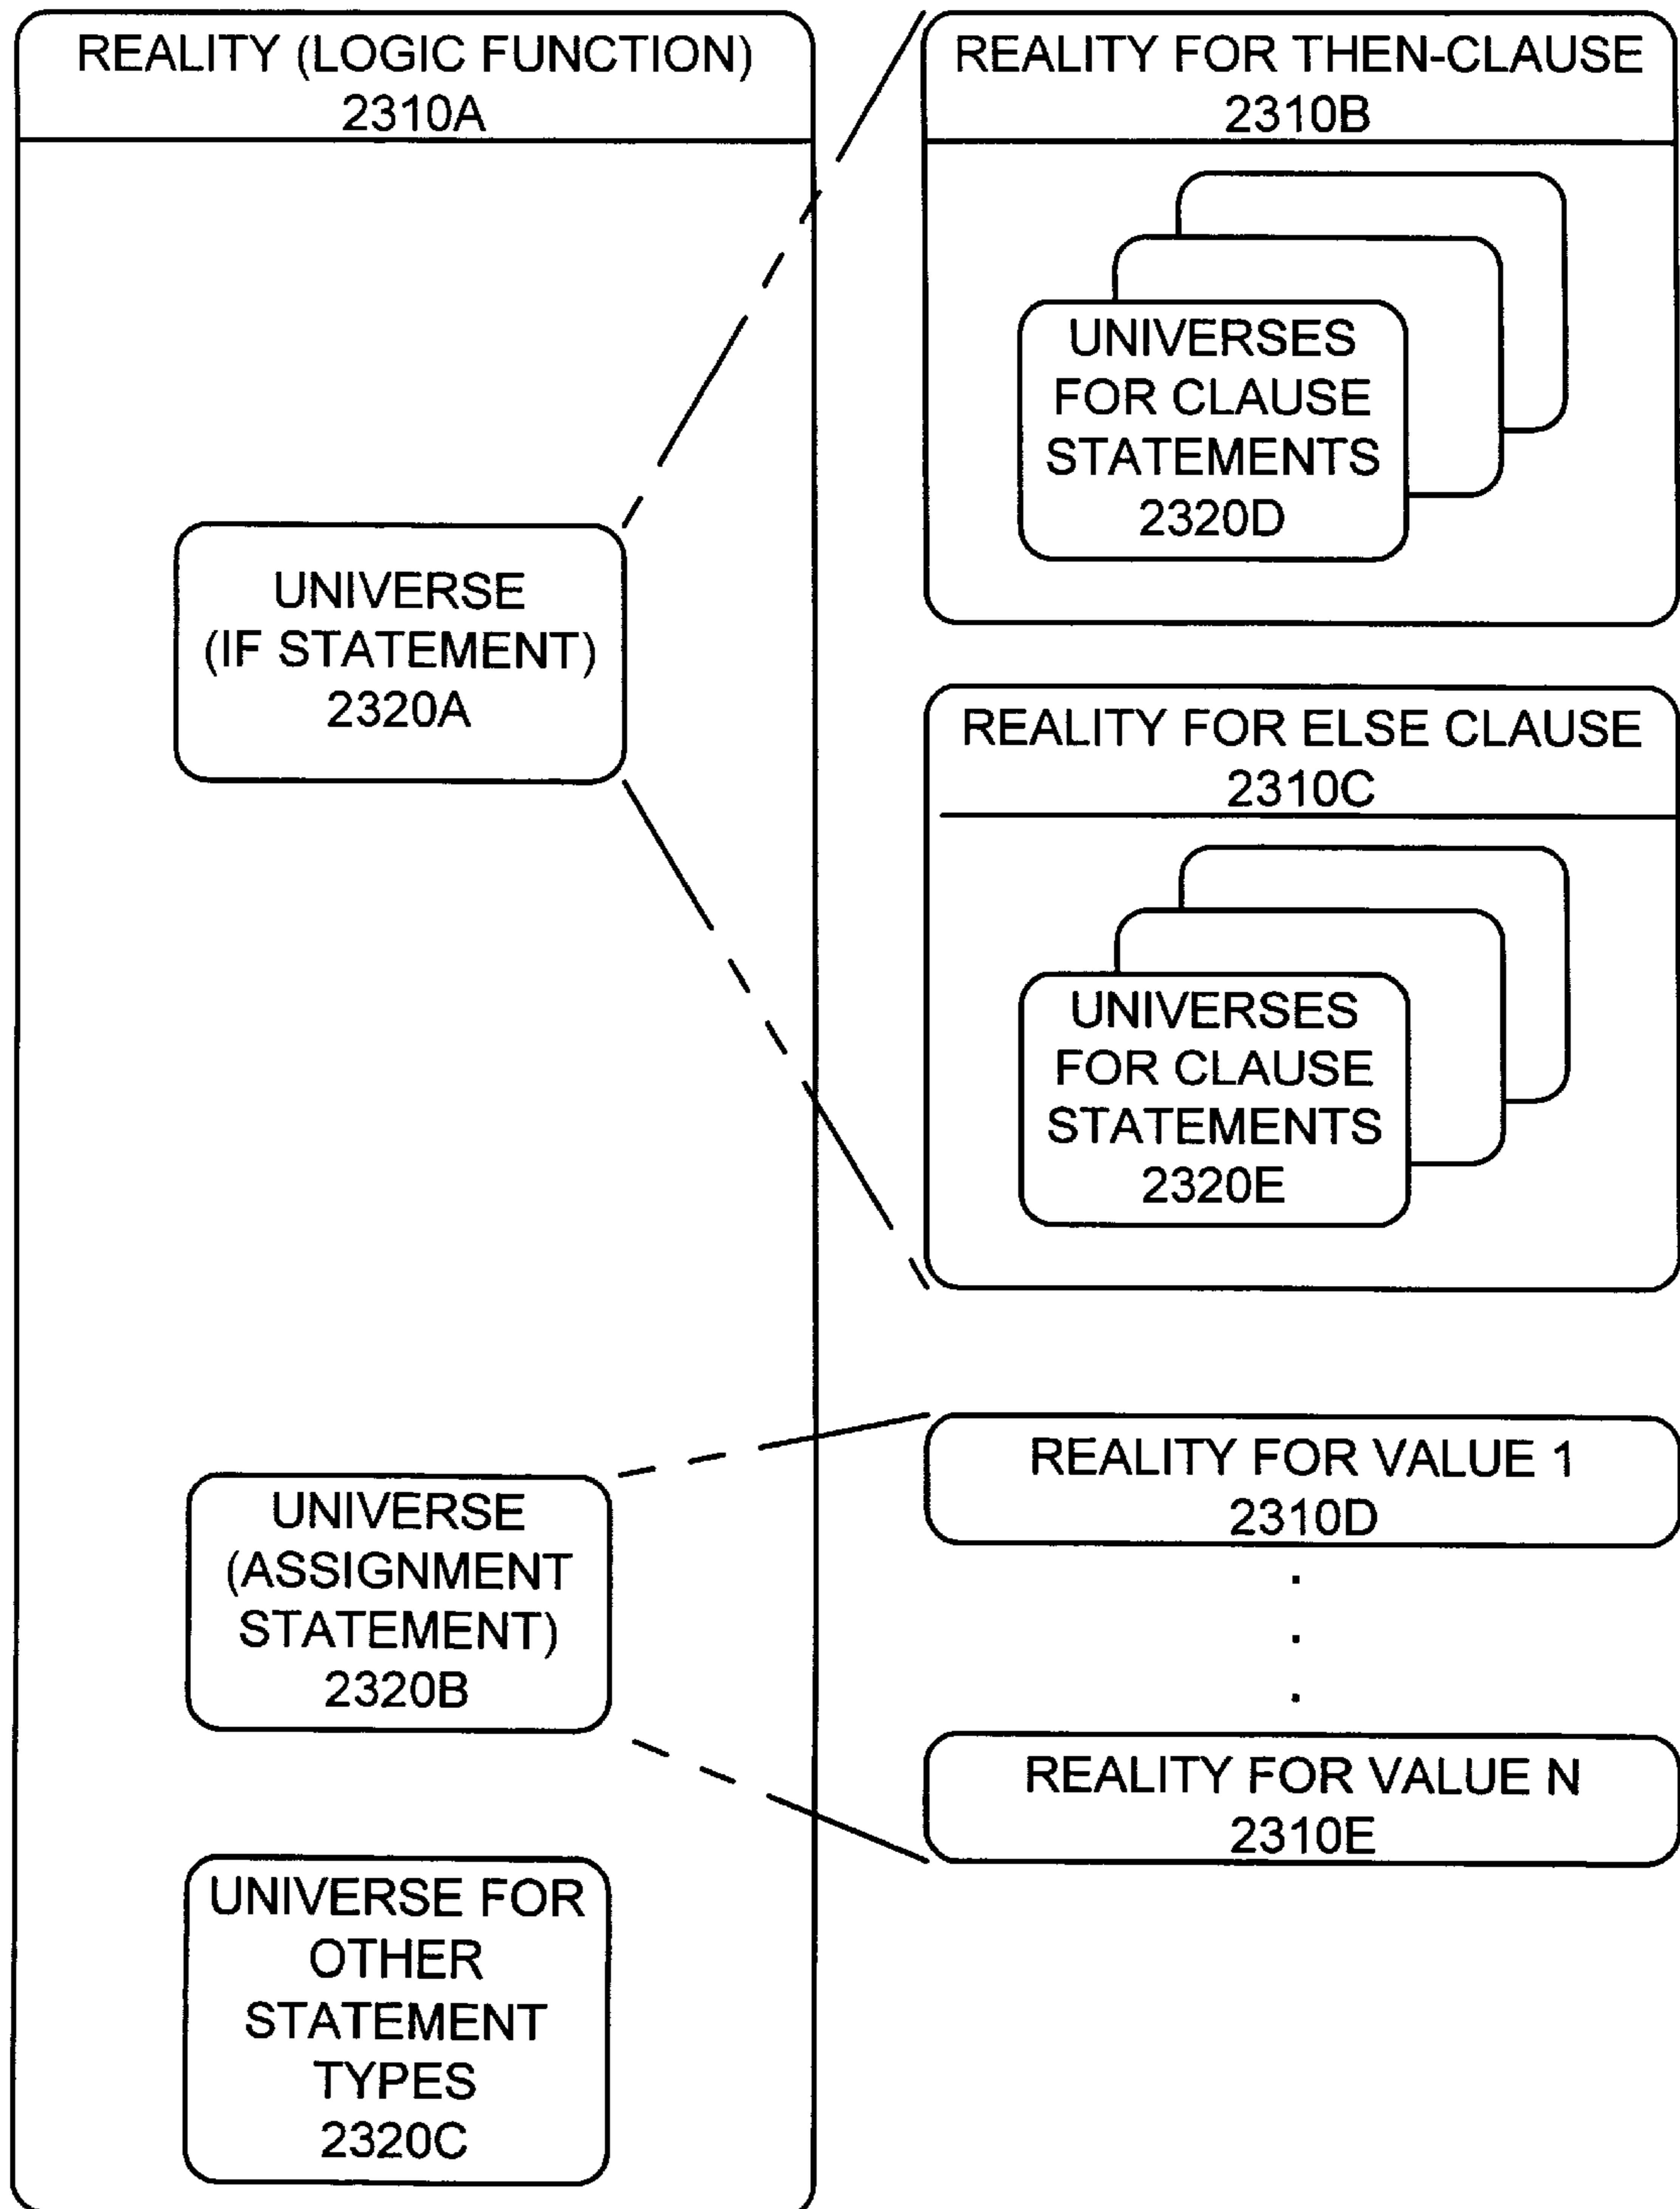 REALITY (LOGIC FUNCTION)
2310A
UNIVERSE
(IF STATEMENT)
2320A
UNIVERSE
(ASSIGNMENT
STATEMENT)
2320B
UNIVERSE FOR
OTHER
STATEMENT
TYPES
2320C
REALITY FOR THEN-CLAUSE
2310B
UNIVERSES
FOR CLAUSE
STATEMENTS
2320D
REALITY FOR ELSE CLAUSE
2310C
UNIVERSES
FOR CLAUSE
STATEMENTS
2320E
REALITY FOR VALUE 1
2310D
.
.
.
REALITY FOR VALUE N
2310E